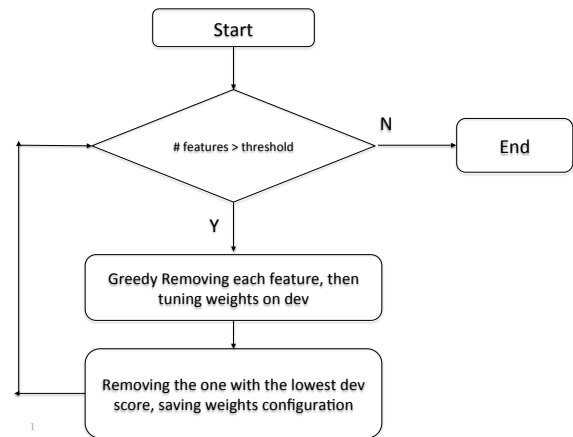 Start
# features > threshold
N
End
Y
Greedy Removing each feature, then
tuning weights on dev
Removing the one with the lowest dev
score, saving weights configuration
1